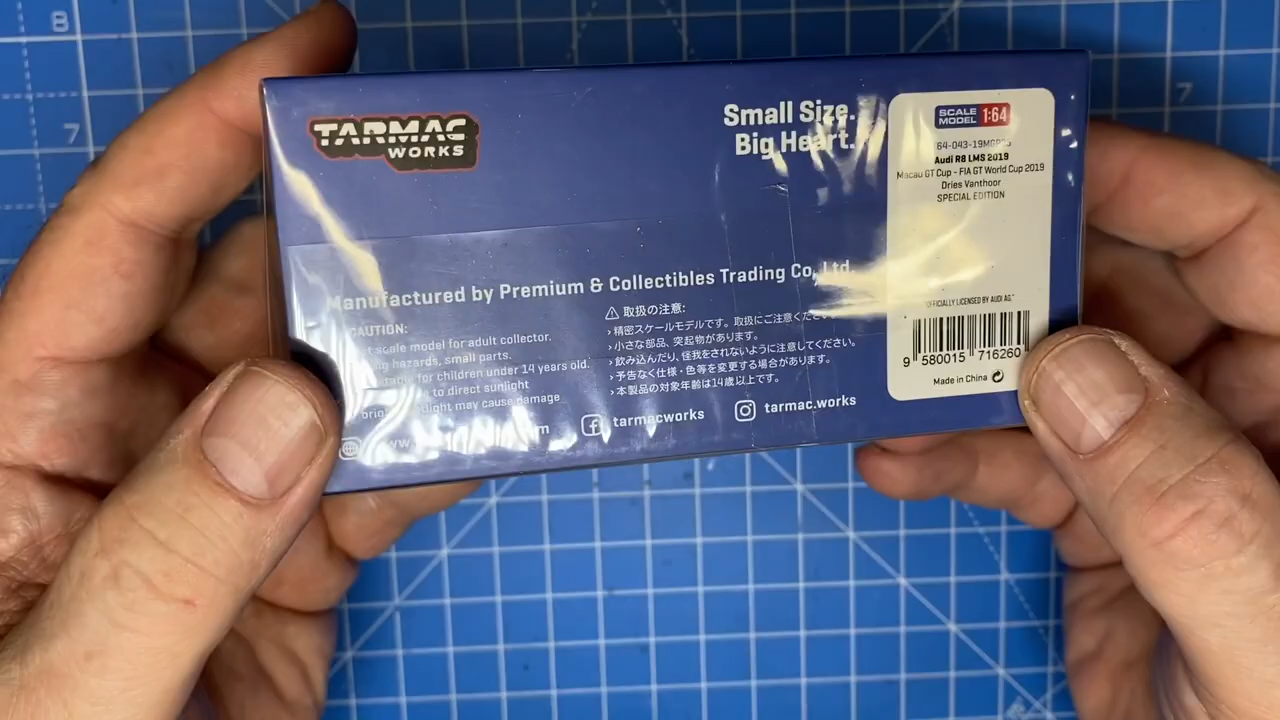 8
7
7
TARMAC
WORKS
Small Size.
Big Heart.
SCALE
MODEL 1:64
Audi R8 LMS 2019
Macau GT Cup - FIA GT World Cup 2019
Dries Vanthoor
SPECIAL EDITION
"OFFICIALLY LICENSED BY AUDI AG."
9 580015 716260
Made in China
Manufactured by Premium & Collectibles Trading Co, Ltd.
CAUTION:
scale model for adult collector.
hazards, small parts.
for children under 14 years old.
to direct sunlight
may cause damage
取扱の注意:
› 精密スケールモデルです。取扱にご注意ください
› 小さな部品、突起物があります。
› 飲み込んだり、怪我をされないように注意してください。
› 予告なく仕様・色等を変更する場合があります。
› 本製品の対象年齢は14歳以上です。
tarmacworks
tarmac.works